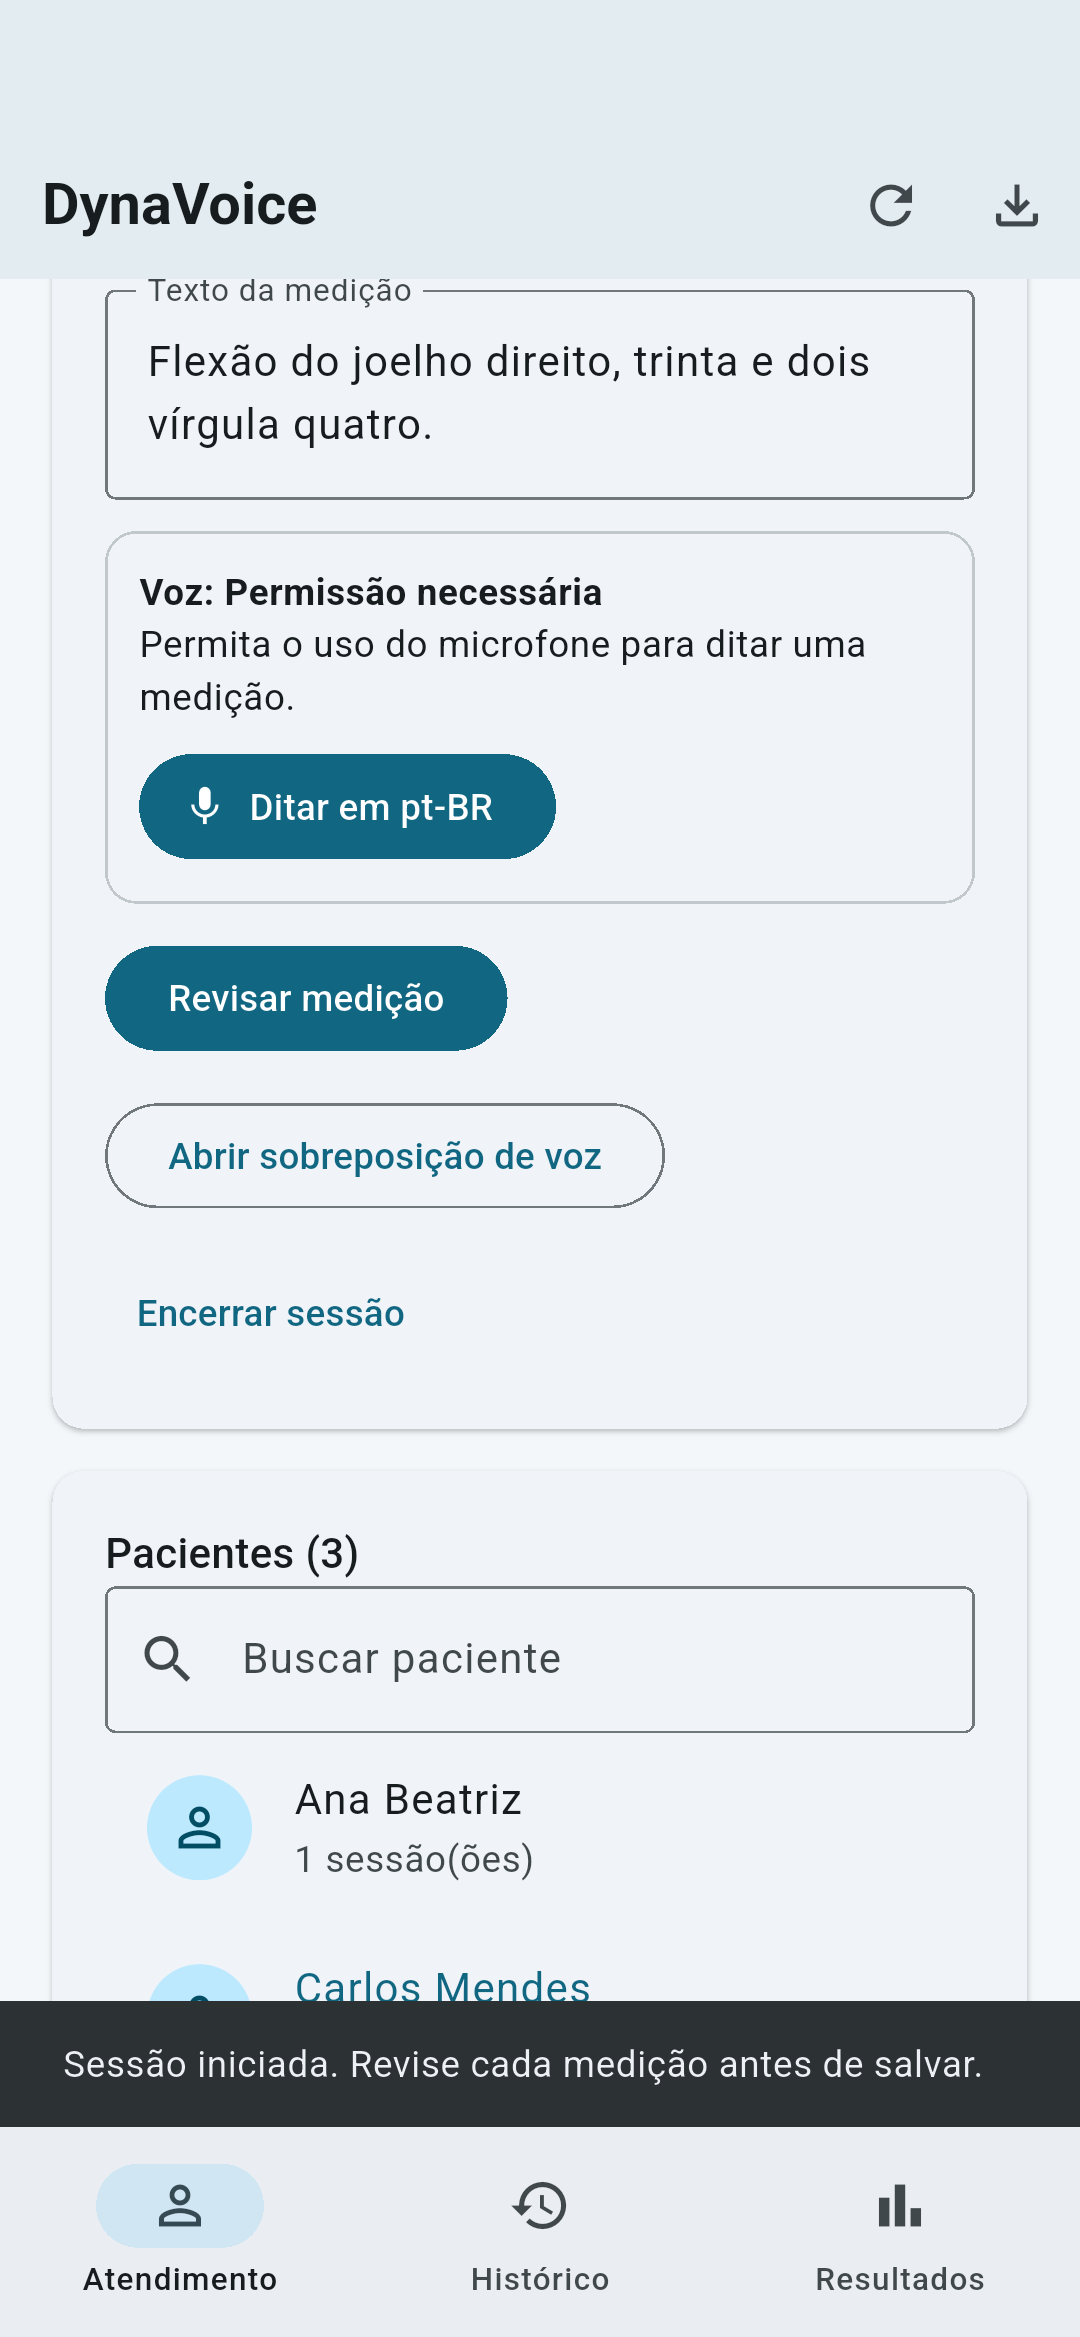 DynaVoice
Texto da medição
Flexão do joelho direito, trinta e dois
vírgula quatro.
Voz: Permissão necessária
Permita o uso do microfone para ditar uma
medição.
Ditar em pt-BR
Revisar medição
Abrir sobreposição de voz
Encerrar sessão
Pacientes (3)
Buscar paciente
Ana Beatriz
1 sessão(ões)
Carlos Mendes
Sessão iniciada. Revise cada medição antes de salvar.
Atendimento
Histórico
Resultados